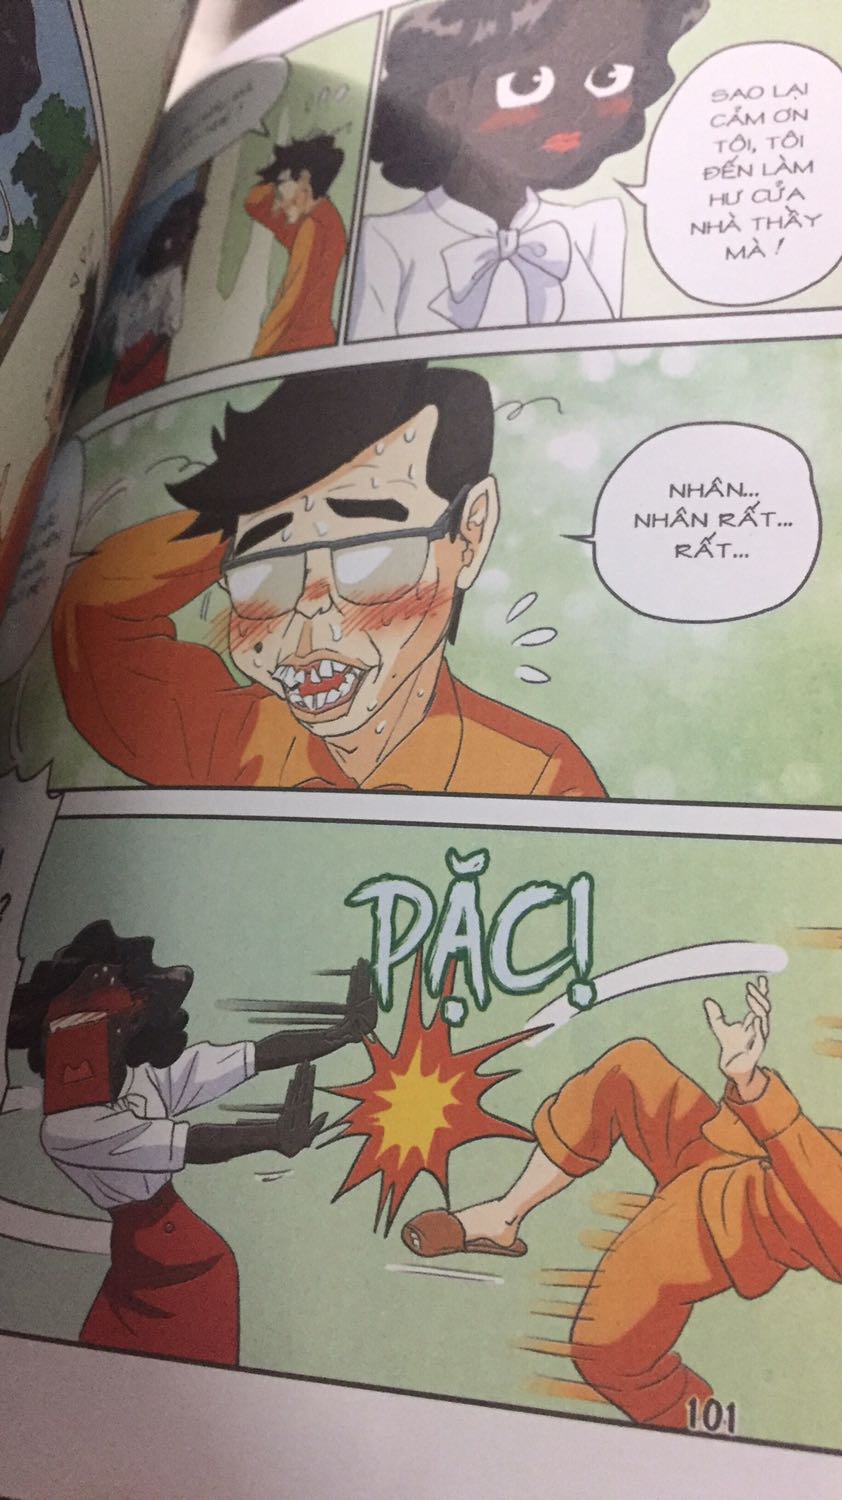 SAO LẠI
CẢM ƠN
TÔI, TÔI
ĐẾN LÀM
HƯ CỬA
NHÀ THẦY
MÀ!
NHÂN...
NHÂN RẤT...
RẤT...
PẶC!
101